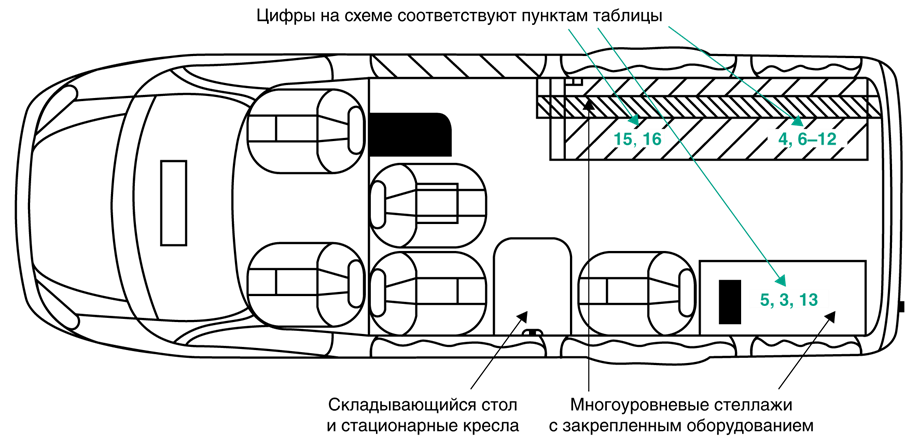 Цифры на схеме соответствуют пунктам таблицы
15, 16
4, 6–12
5, 3, 13
Складывающийся стол
и стационарные кресла
Многоуровневые стеллажи
с закрепленным оборудованием